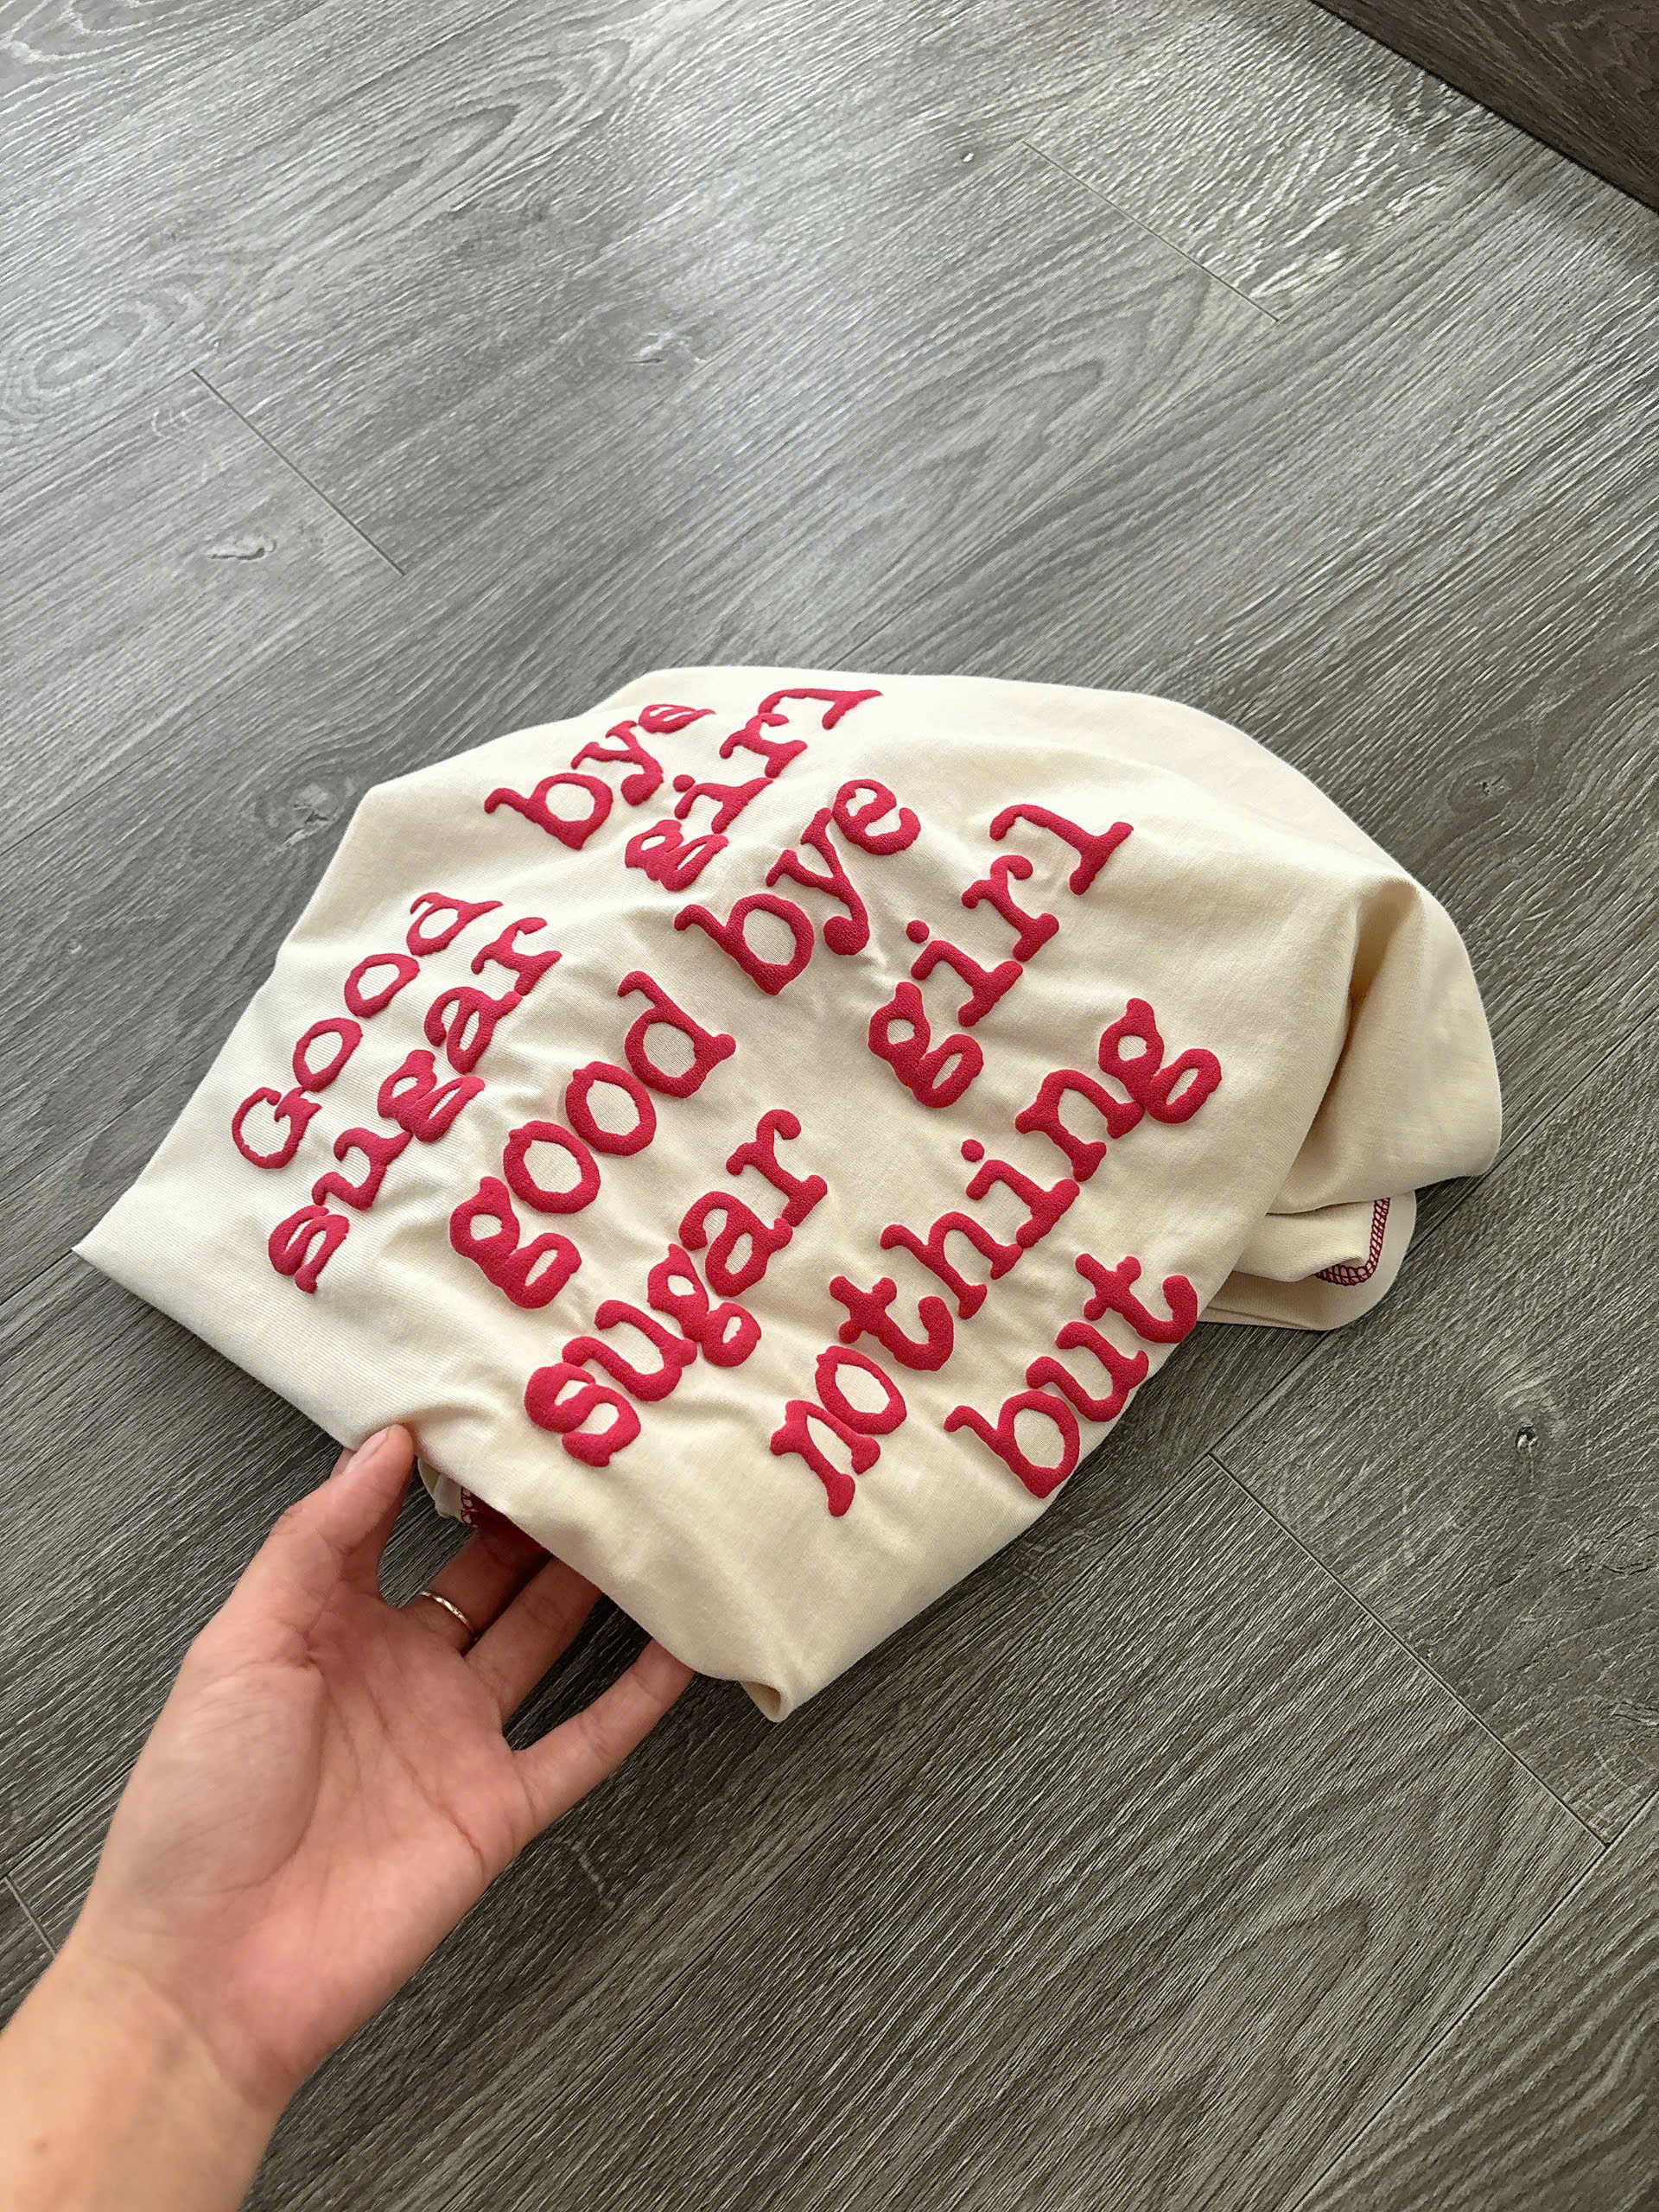 Good bye
sugar girl
good bye
sugar girl
nothing
but